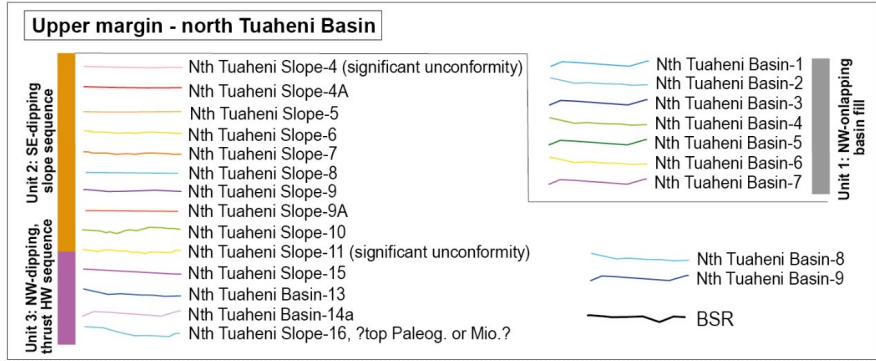 Upper margin - north Tuaheni Basin
Unit 2: SE-dipping
slope sequence
Unit 3: NW-dipping,
thrust HW sequence
Nth Tuaheni Slope-4 (significant unconformity)
Nth Tuaheni Slope-4A
Nth Tuaheni Slope-5
Nth Tuaheni Slope-6
Nth Tuaheni Slope-7
Nth Tuaheni Slope-8
Nth Tuaheni Slope-9
Nth Tuaheni Slope-9A
Nth Tuaheni Slope-10
Nth Tuaheni Slope-11 (significant unconformity)
Nth Tuaheni Slope-15
Nth Tuaheni Basin-13
Nth Tuaheni Basin-14a
Nth Tuaheni Slope-16, ?top Paleog. or Mio.?
Nth Tuaheni Basin-1
Nth Tuaheni Basin-2
Nth Tuaheni Basin-3
Nth Tuaheni Basin-4
Nth Tuaheni Basin-5
Nth Tuaheni Basin-6
Nth Tuaheni Basin-7
Unit 1: NW-onlapping
basin fill
Nth Tuaheni Basin-8
Nth Tuaheni Basin-9
BSR